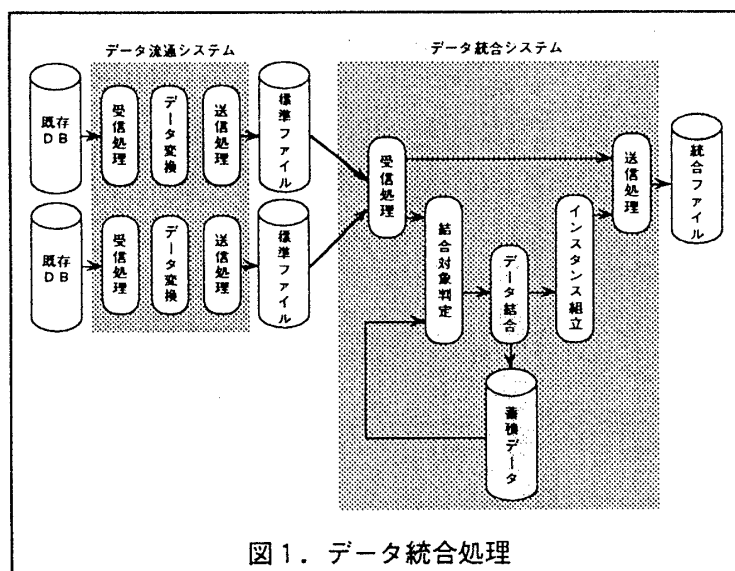 データ流通システム
データ統合システム
既存
DB
受信処理
データ変換
送信処理
標準ファイル
既存
DB
受信処理
データ変換
送信処理
標準ファイル
受信処理
結合対象判定
データ結合
蓄積データ
インスタンス組立
送信処理
統合ファイル
図1．データ統合処理